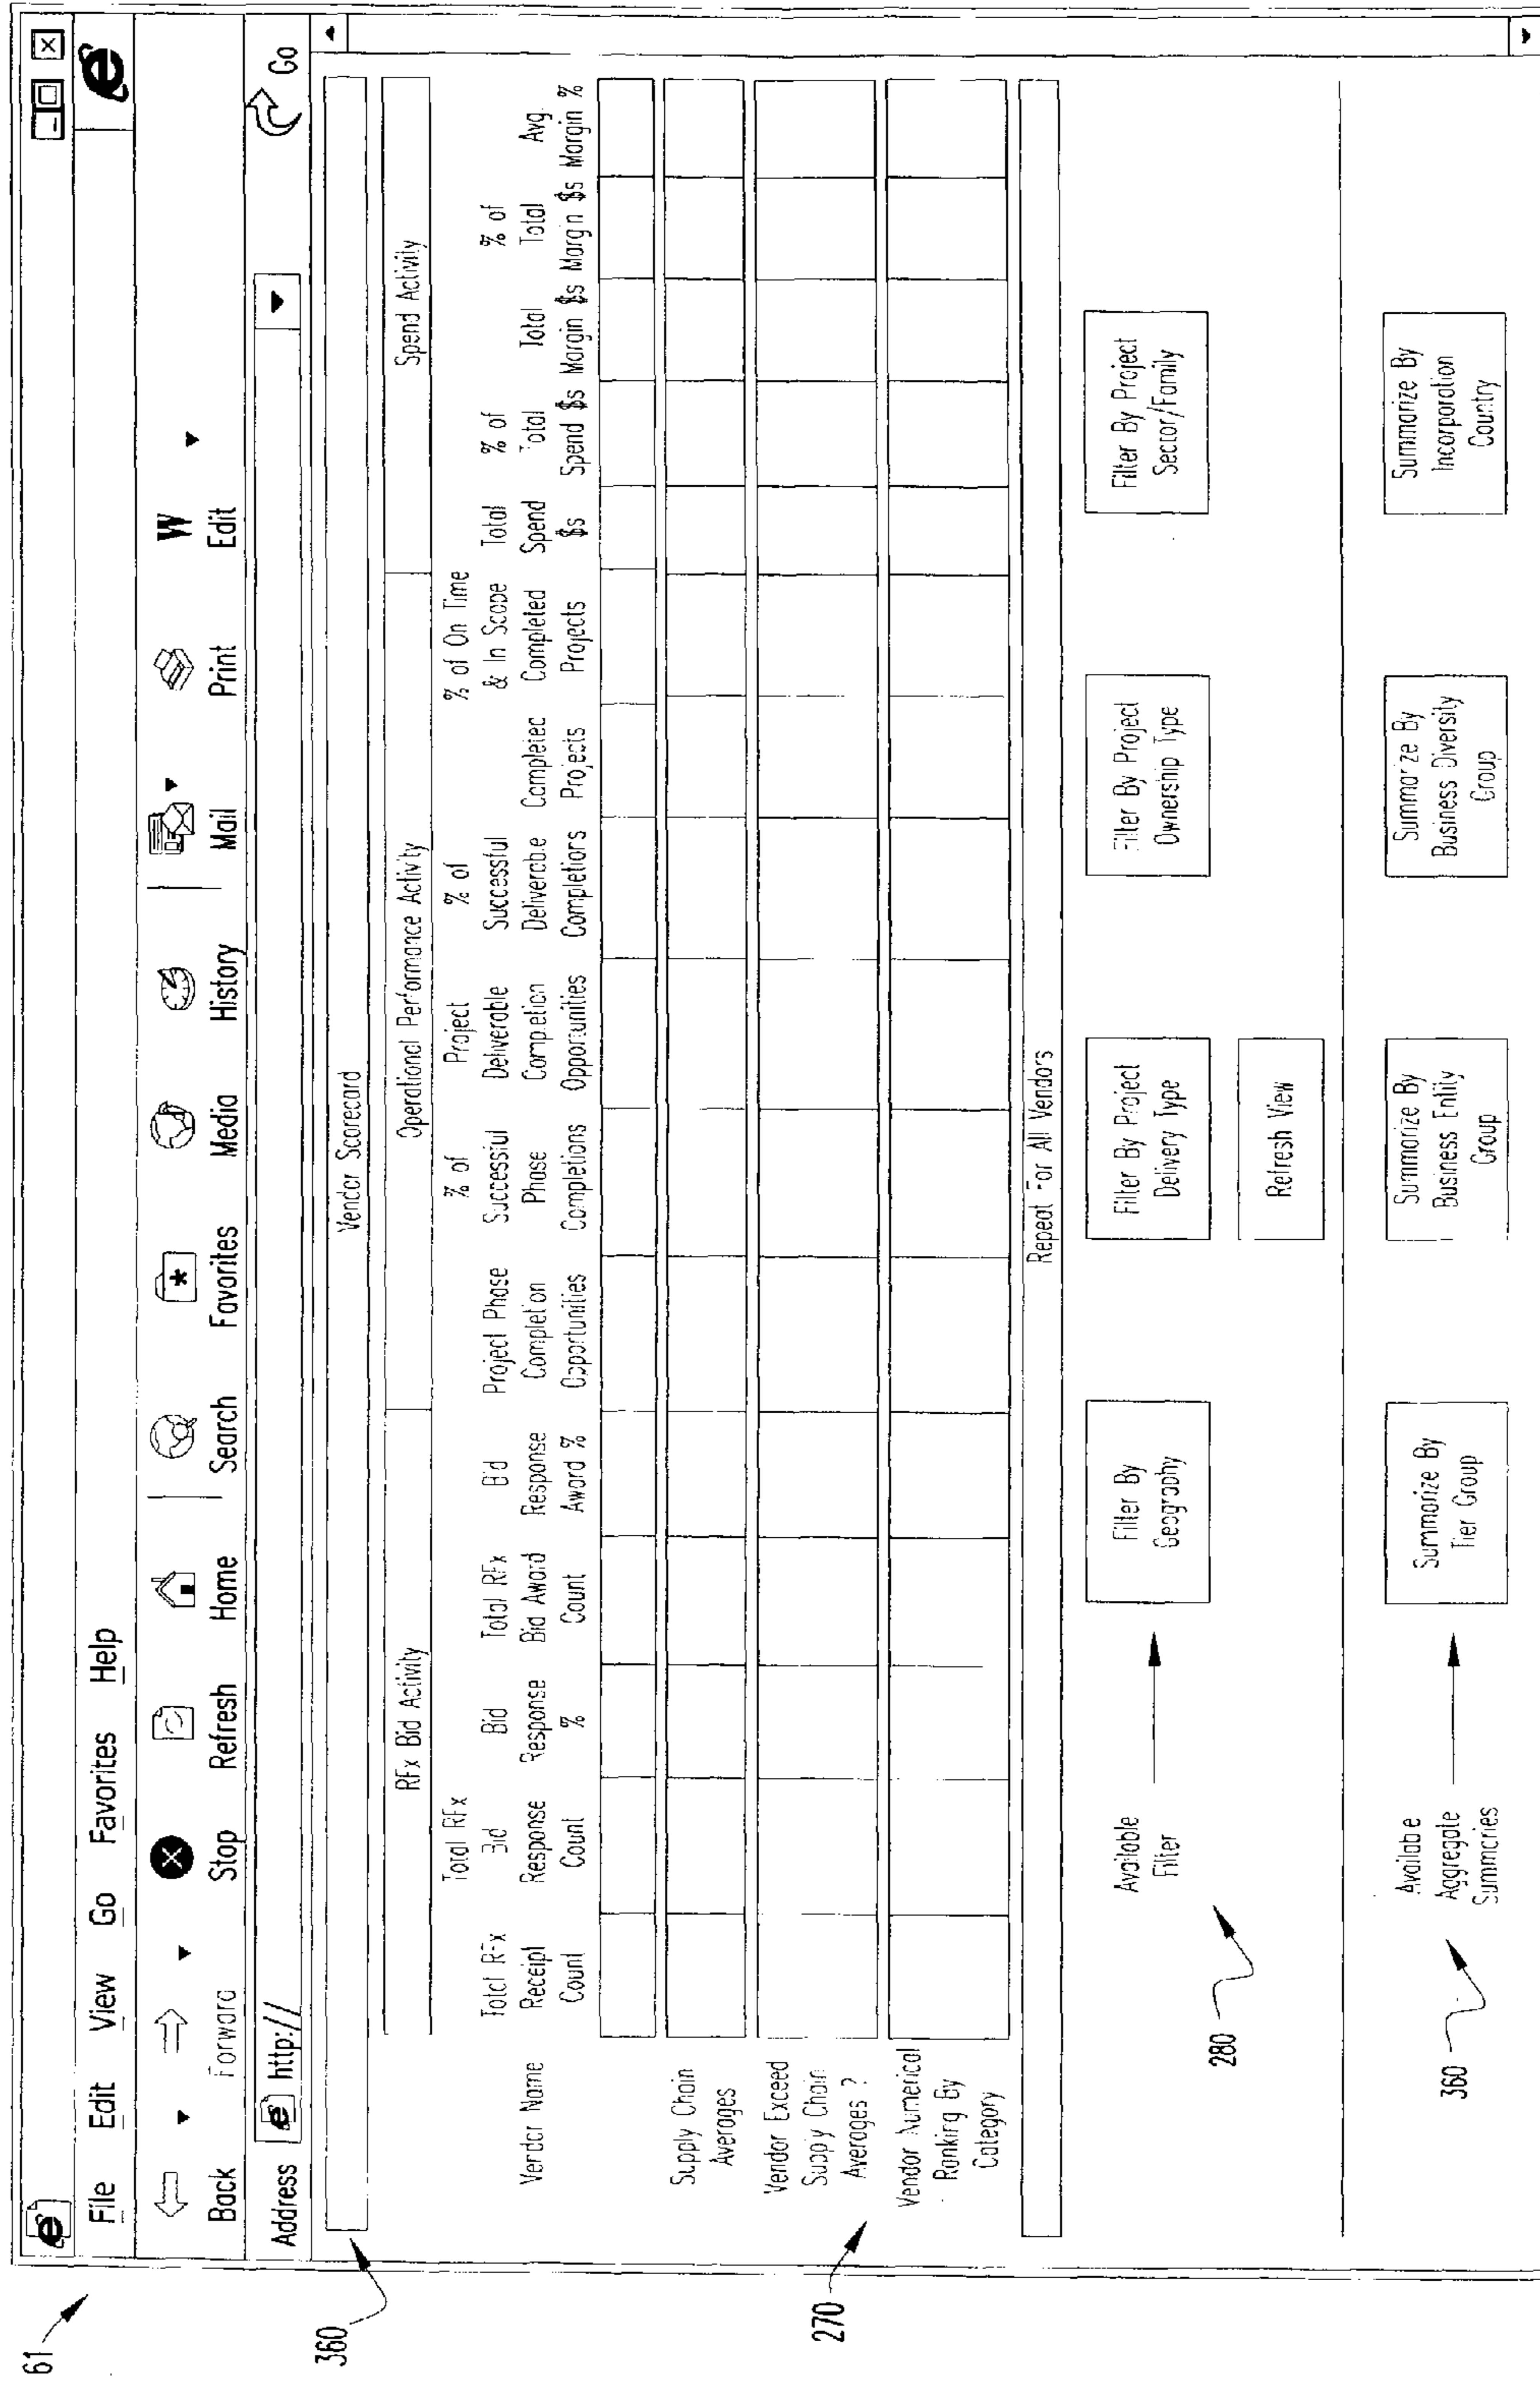 61
File Edit View Go Favorites Help
Back Forward Stop Refresh Home Search Favorites Media History Mail Print Edit
W
Address http:// Go
360
Vendor Scorecard
RFx Bid Activity Operational Performance Activity Spend Activity
Vendor Name
Total RFx
Receipt
Count
Total RFx
Bid
Response
Count
Bid
Response
%
Total RFx
Bid Award
Count
Bid
Response
Award %
Project Phase
Completion
Opportunities
% of
Successful
Phase
Completions
Project
Deliverable
Completion
Opportunities
% of
Successful
Deliverable
Completions
Completed
Projects
% of On Time
& In Scope
Completed
Projects
Total
Spend
$s
% of
Total
Spend $s
Total
Margin $s
% of
Total
Margin $s
Avg.
Margin %
Supply Chain
Averages
Vendor Exceed
Supply Chain
Averages ?
270
Vendor Numerical
Ranking By
Category
Repeat For All Vendors
Available
Filter
280
Filter By
Geography
Filter By Project
Delivery Type
Filter By Project
Ownership Type
Filter By Project
Sector/Family
Refresh View
Available
Aggregate
Summaries
360
Summarize By
Tier Group
Summarize By
Business Entity
Group
Summarize By
Business Diversity
Group
Summarize By
Incorporation
Country